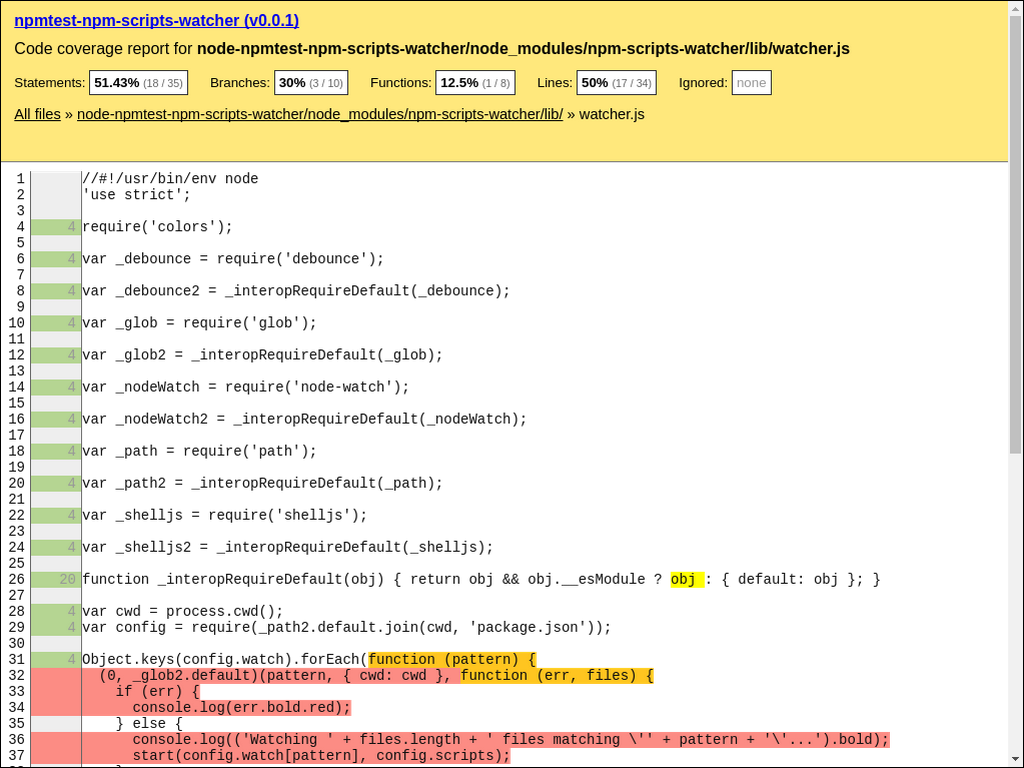 npmtest-npm-scripts-watcher (v0.0.1)
Code coverage report for node-npmtest-npm-scripts-watcher/node_modules/npm-scripts-watcher/lib/watcher.js
Statements: 51.43% (18 / 35) Branches: 30% (3 / 10) Functions: 12.5% (1 / 8) Lines: 50% (17 / 34) Ignored: none
All files » node-npmtest-npm-scripts-watcher/node_modules/npm-scripts-watcher/lib/ » watcher.js
1 //#!/usr/bin/env node
2 'use strict';
3
4 4 require('colors');
5
6 4 var _debounce = require('debounce');
7
8 4 var _debounce2 = _interopRequireDefault(_debounce);
9
10 4 var _glob = require('glob');
11
12 4 var _glob2 = _interopRequireDefault(_glob);
13
14 4 var _nodeWatch = require('node-watch');
15
16 4 var _nodeWatch2 = _interopRequireDefault(_nodeWatch);
17
18 4 var _path = require('path');
19
20 4 var _path2 = _interopRequireDefault(_path);
21
22 4 var _shelljs = require('shelljs');
23
24 4 var _shelljs2 = _interopRequireDefault(_shelljs);
25
26 20 function _interopRequireDefault(obj) { return obj && obj.__esModule ? obj : { default: obj }; }
27
28 4 var cwd = process.cwd();
29 4 var config = require(_path2.default.join(cwd, 'package.json'));
30
31 4 Object.keys(config.watch).forEach(function (pattern) {
32 (0, _glob2.default)(pattern, { cwd: cwd }, function (err, files) {
33 if (err) {
34 console.log(err.bold.red);
35 } else {
36 console.log(('Watching ' + files.length + ' files matching \'' + pattern + '\'...').bold);
37 start(config.watch[pattern], config.scripts);